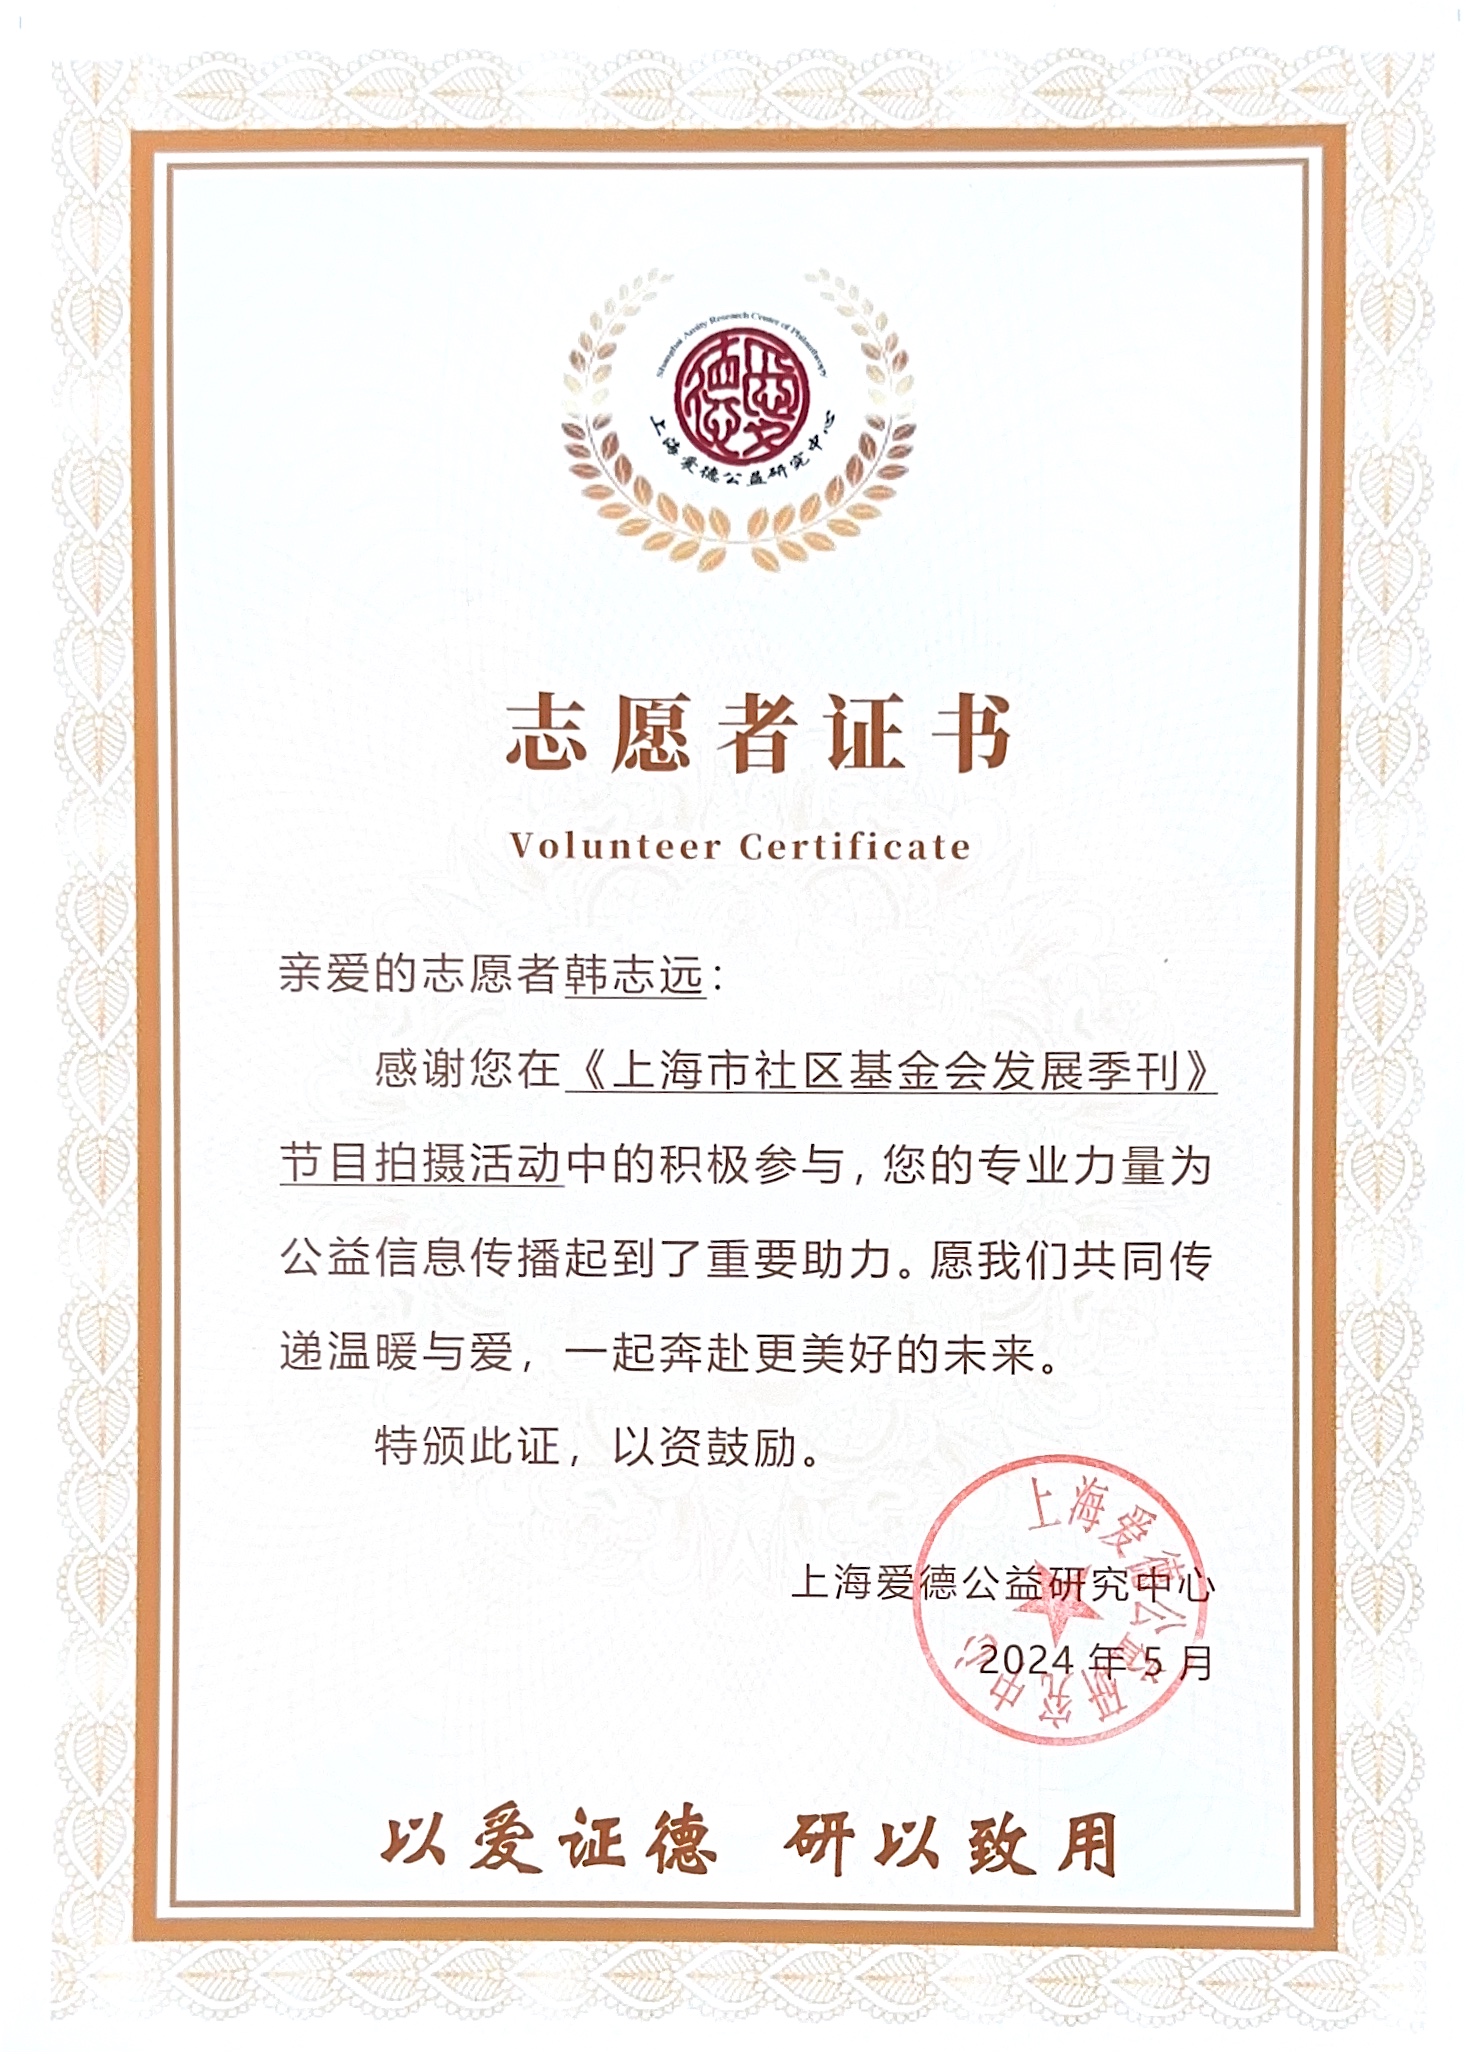 Shanghai Amity Research Center of Philanthropy
愛德
上海爱德公益研究中心
志愿者证书
Volunteer Certificate
亲爱的志愿者韩志远：
感谢您在《上海市社区基金会发展季刊》
节目拍摄活动中的积极参与，您的专业力量为
公益信息传播起到了重要助力。愿我们共同传
递温暖与爱，一起奔赴更美好的未来。
特颁此证，以资鼓励。
上海爱德公益研究中心
2024 年 5 月
上海爱德公益研究中心
以爱证德 研以致用